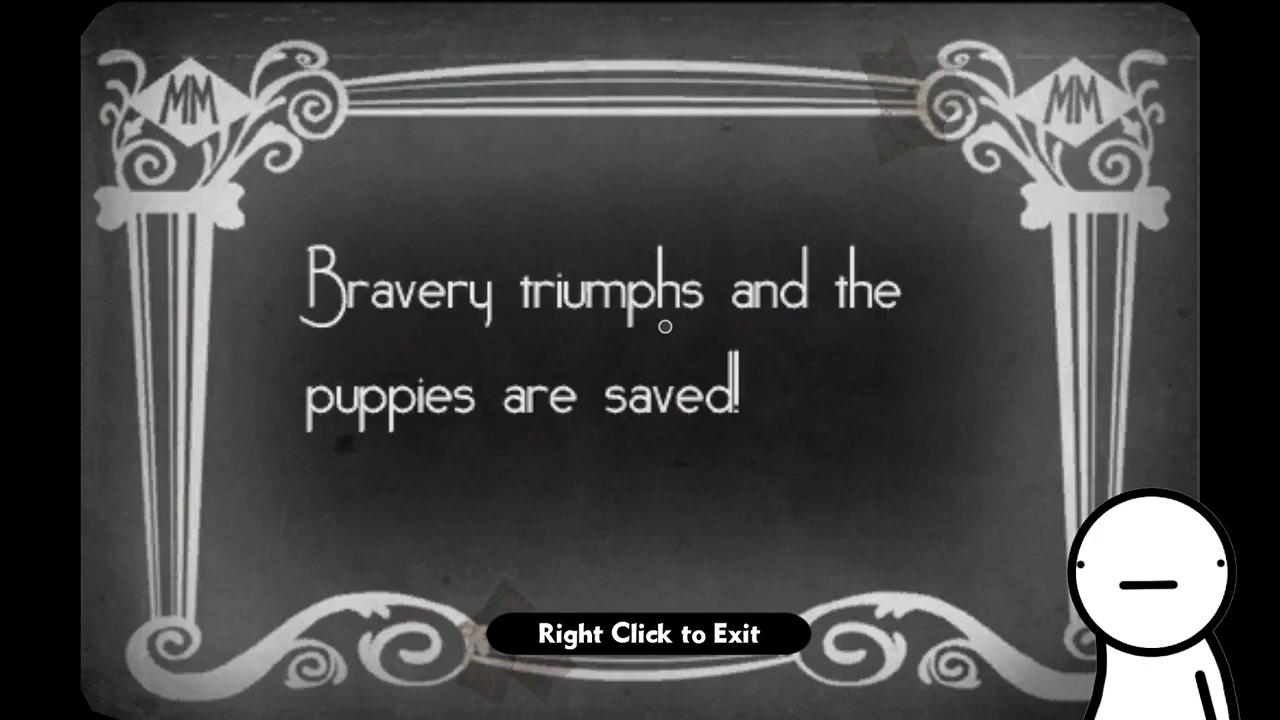 MM MM
Bravery triumphs and the
puppies are saved!
Right Click to Exit